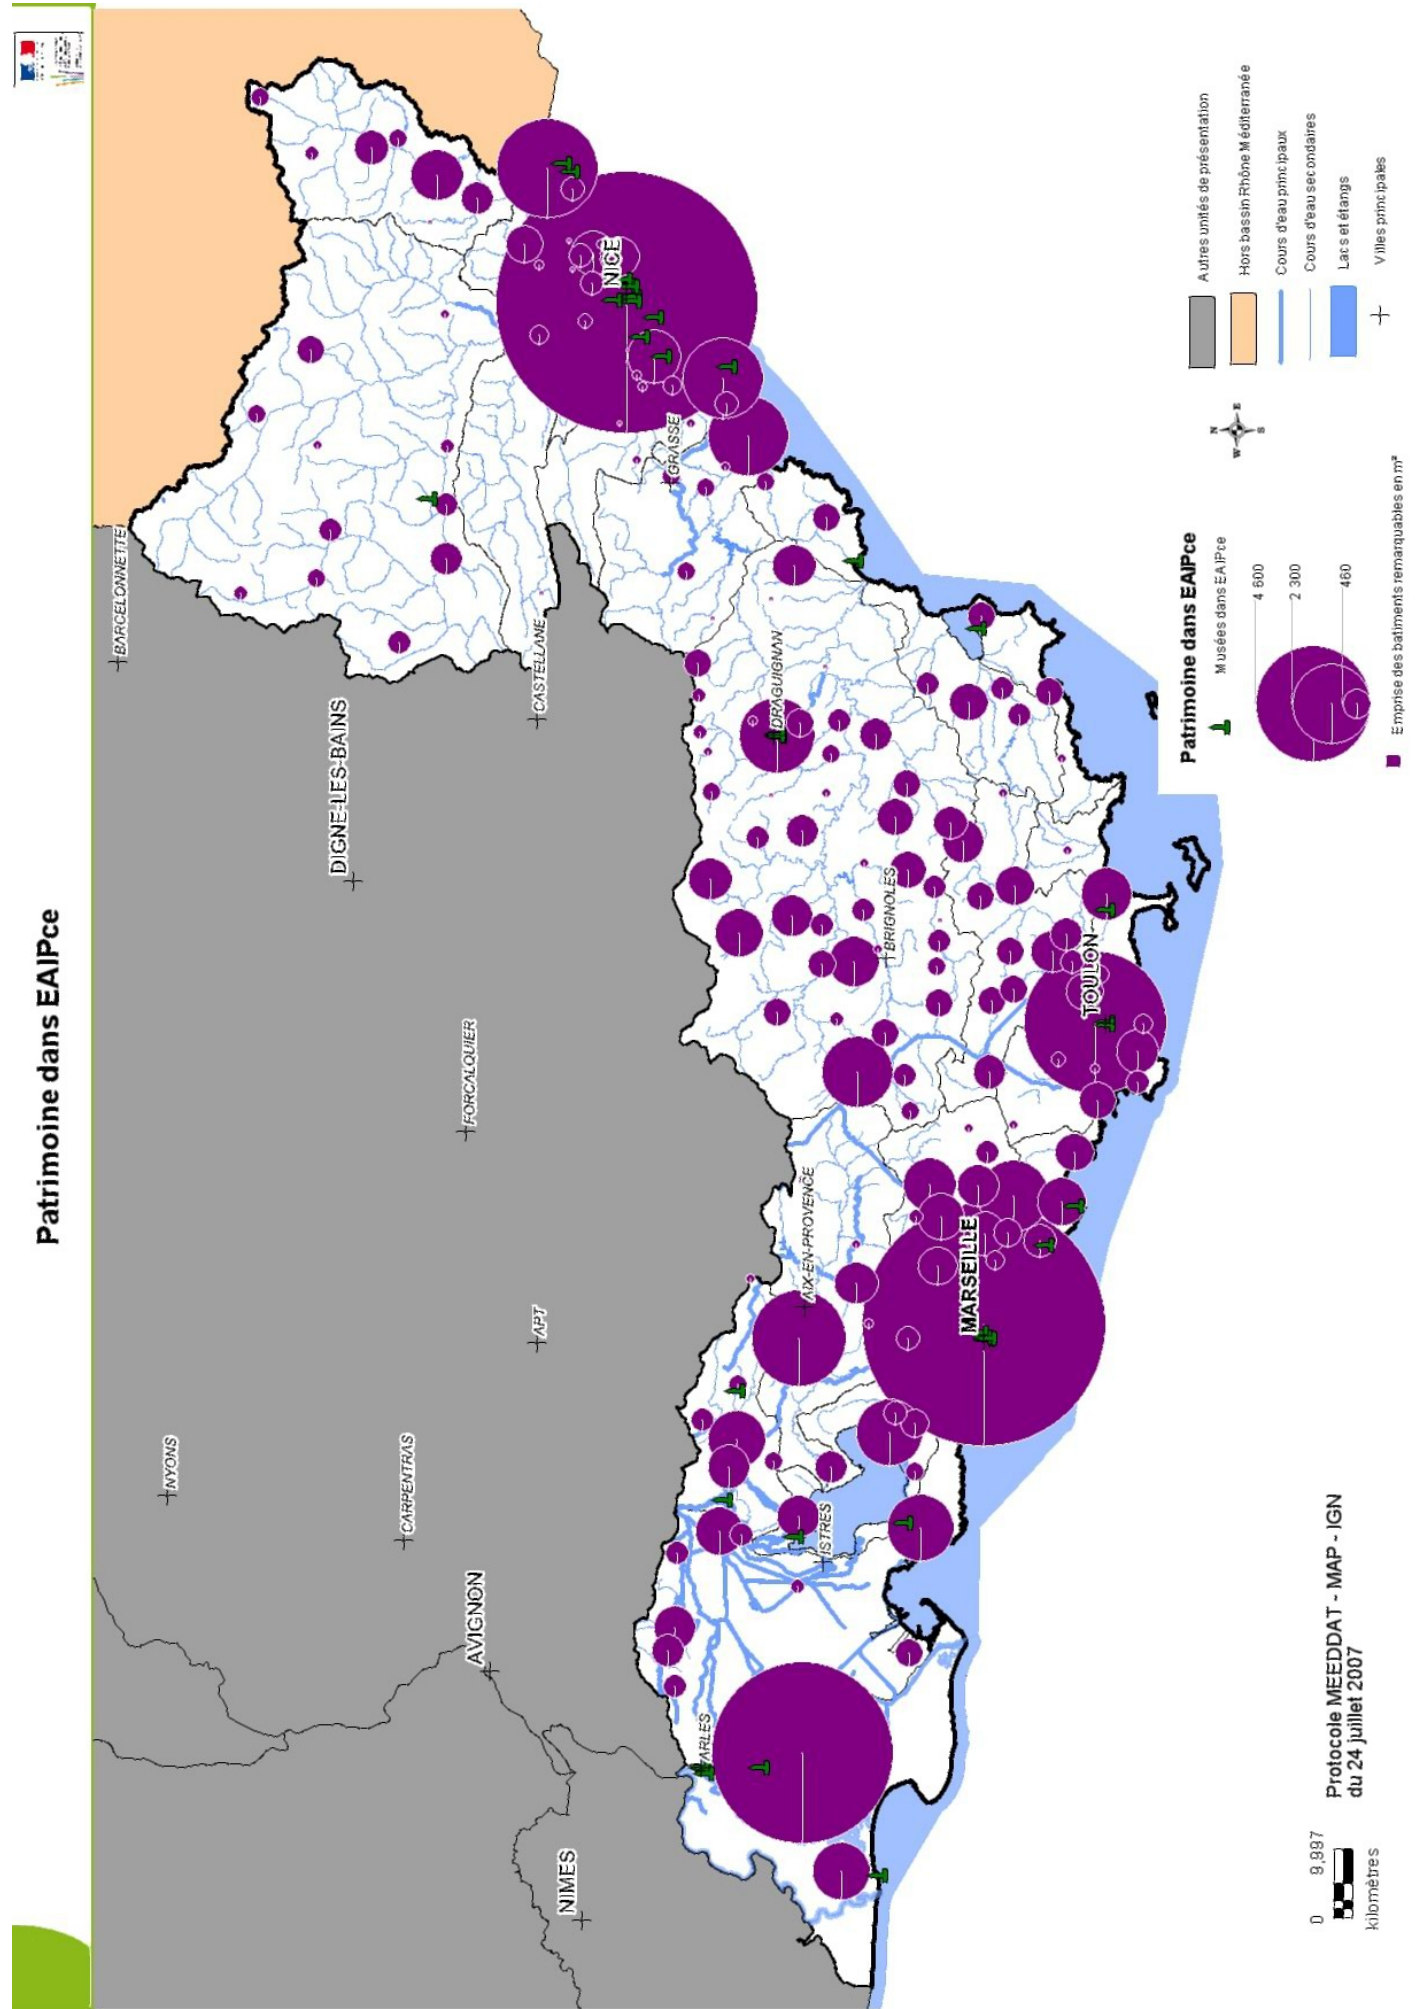 Patrimoine dans EAIPce
BARCELONNETTE
DIGNE-LES-BAINS
NYONS
CARPENTRAS
FORCALQUIER
AVIGNON
APT
CASTELLANE
NIMES
NICE
GRASSE
ARLES
DRAGUIGNAN
AIX-EN-PROVENCE
ISTRES
BRIGNOLES
MARSEILLE
TOULON
0 9,997
kilomètres
Protocole MEEDDAT - MAP - IGN
du 24 juillet 2007
Patrimoine dans EAIPce
Musées dans EAIPce
4 600
2 300
460
Emprise des batiments remarquables en m²
N
W
E
S
Autres unités de présentation
Hors bassin Rhône Méditerranée
Cours d'eau principaux
Cours d'eau secondaires
Lacs et étangs
Villes principales